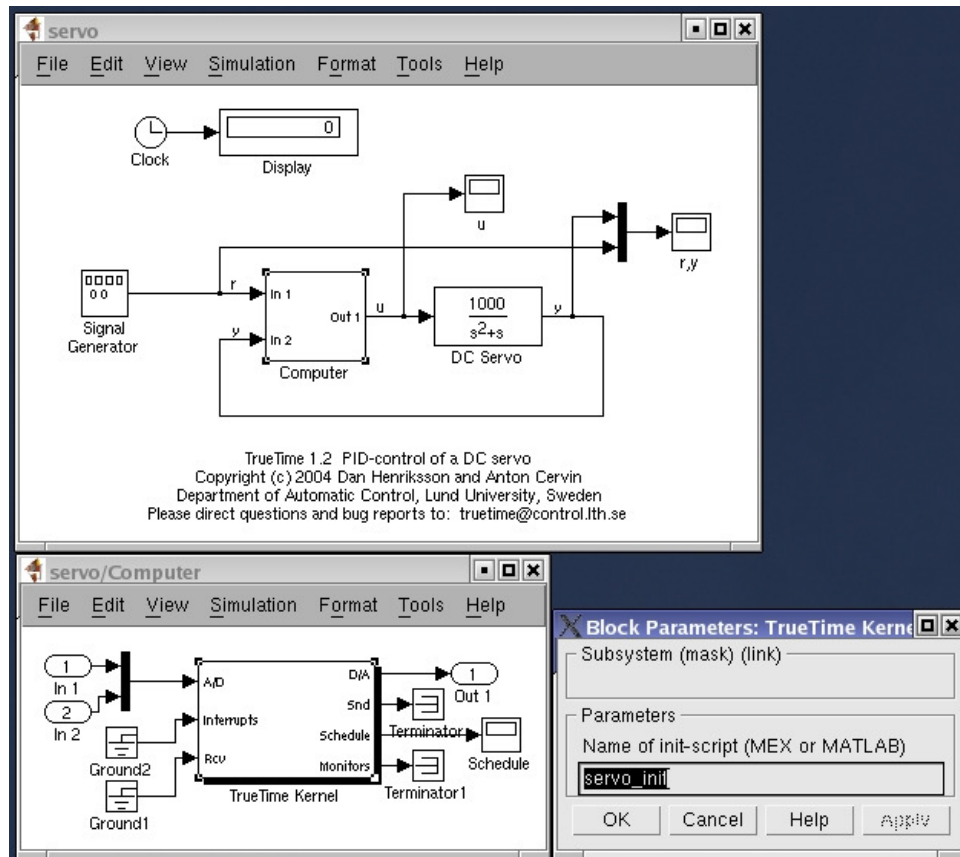 servo
File Edit View Simulation Format Tools Help
0
Clock
Display
u
r,y
Signal
Generator
r
y
In 1
In 2
Out 1
Computer
u
1000
s2+s
DC Servo
y
TrueTime 1.2 PID-control of a DC servo
Copyright (c) 2004 Dan Henriksson and Anton Cervin
Department of Automatic Control, Lund University, Sweden
Please direct questions and bug reports to: truetime@control.lth.se
servo/Computer
File Edit View Simulation Format Tools Help
1
In 1
2
In 2
Ground2
Ground1
A/D
Interrupts
Rcv
D/A
Snd
Schedule
Monitors
TrueTime Kernel
1
Out 1
Terminator
Schedule
Terminator1
Block Parameters: TrueTime Kerne
Subsystem (mask) (link)
Parameters
Name of init-script (MEX or MATLAB)
servo_init
OK Cancel Help Apply